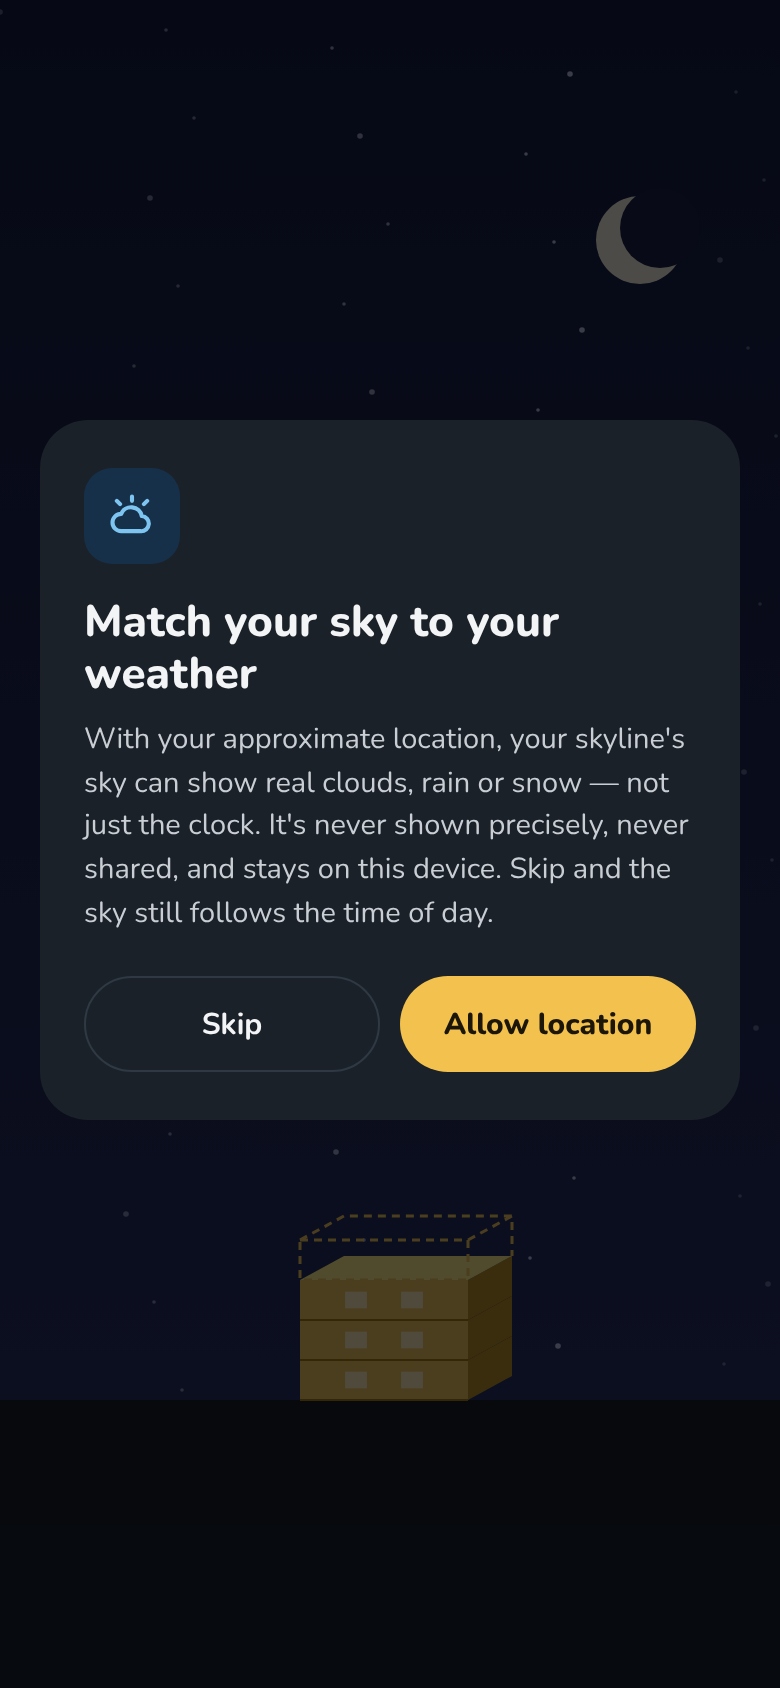 Match your sky to your
weather
With your approximate location, your skyline's
sky can show real clouds, rain or snow — not
just the clock. It's never shown precisely, never
shared, and stays on this device. Skip and the
sky still follows the time of day.
Skip
Allow location